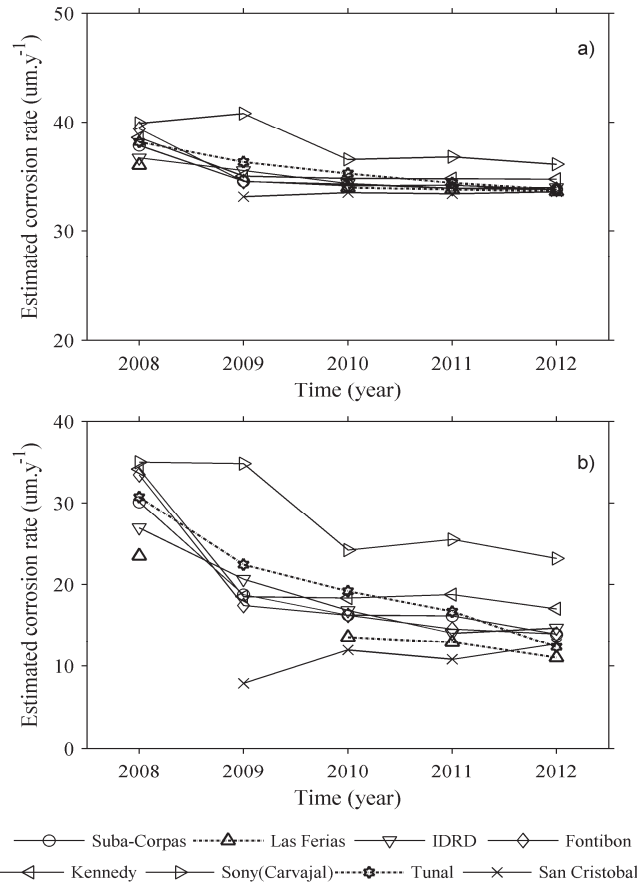 a)
Estimated corrosion rate (um.y-1)
50
40
30
20
2008 2009 2010 2011 2012
Time (year)
b)
Estimated corrosion rate (um.y-1)
40
30
20
10
0
2008 2009 2010 2011 2012
Time (year)
Suba-Corpas Las Ferias IDRD Fontibon
Kennedy Sony(Carvajal) Tunal San Cristobal